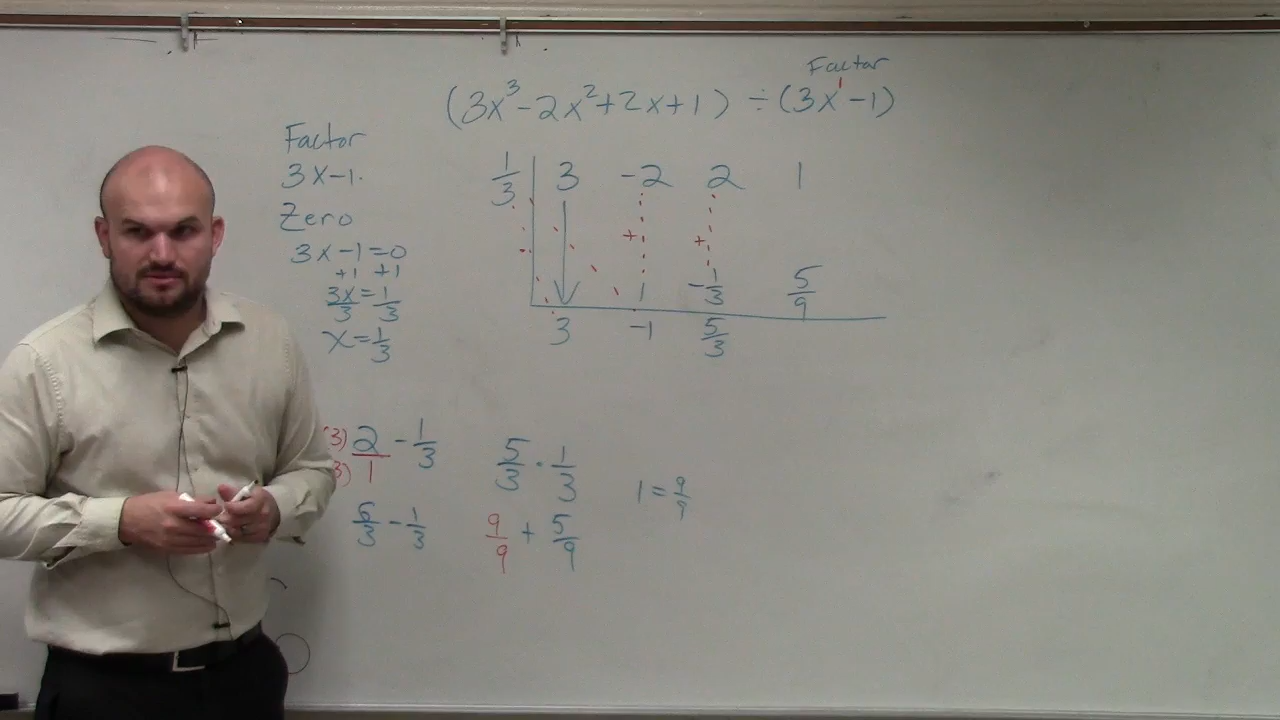 Factor
(3x³-2x²+2x+1) ÷ (3x¹-1)
Factor
3x-1.
Zero
3x-1=0
+1 +1
3x/3=1/3
x=1/3
1/3 3 -2 2 1
+ +
1 -1/3 5/9
3 -1 5/3
(3) 2/1 - 1/3
3)
5/3 - 1/3
5/3 · 1/3
9/9 + 5/9
1 = 9/9